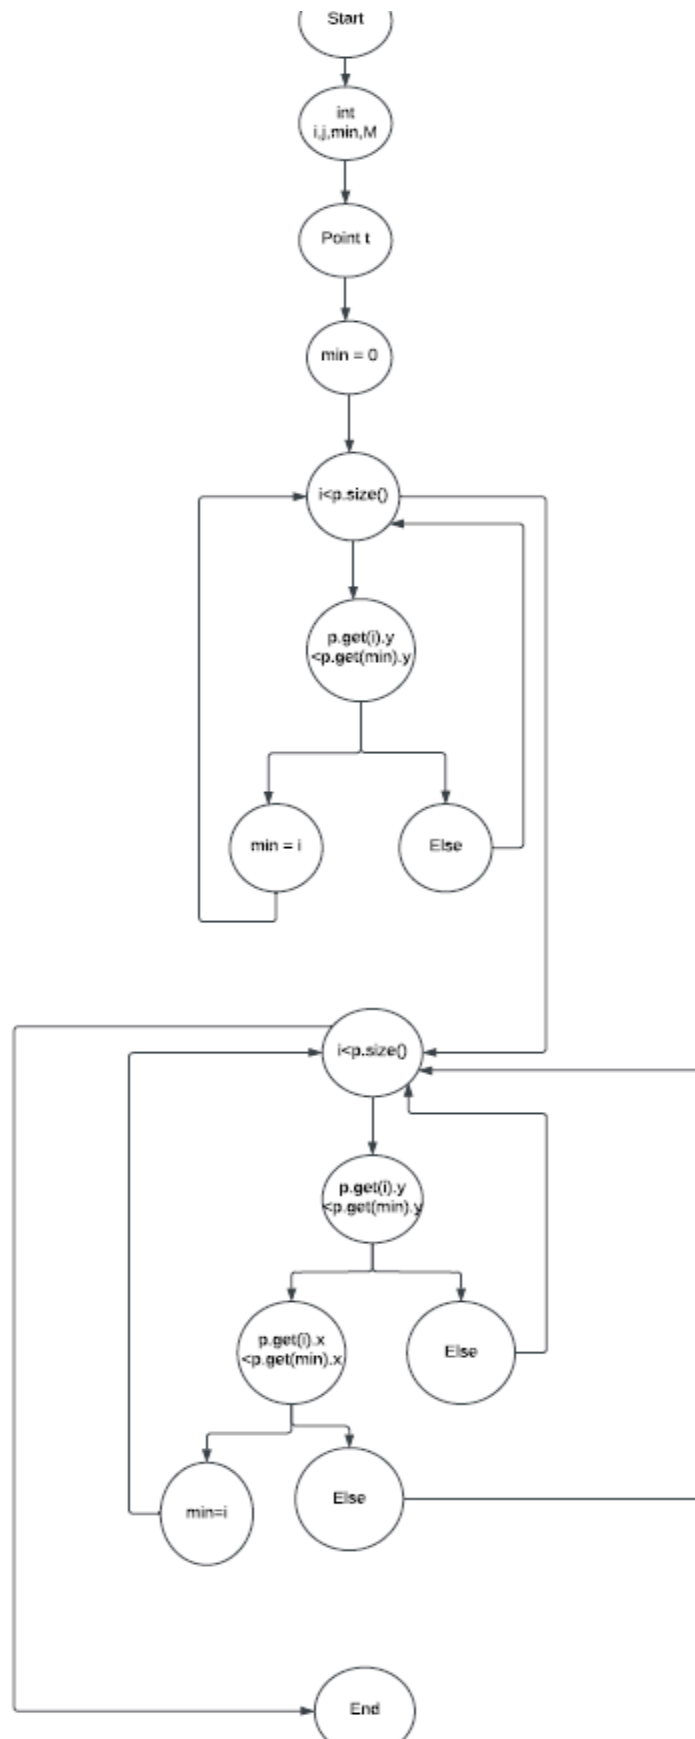 Start
int
i,j,min,M
Point t
min = 0
i<p.size()
p.get(i).y
<p.get(min).y
min = i
Else
i<p.size()
p.get(i).y
<p.get(min).y
p.get(i).x
<p.get(min).x
Else
min=i
Else
End